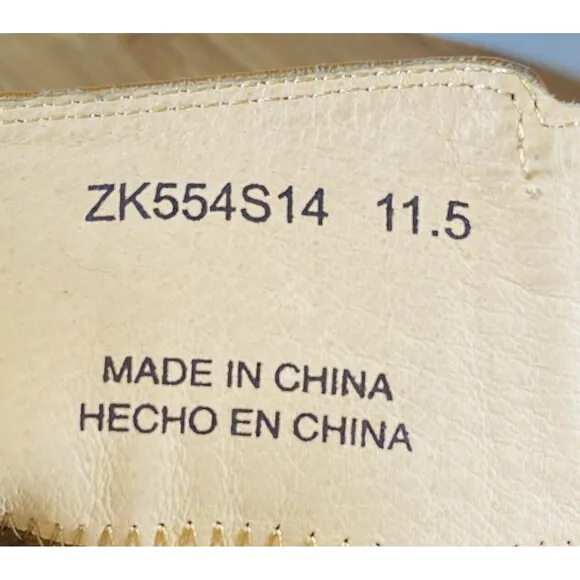 ZK554S14 11.5
MADE IN CHINA
HECHO EN CHINA